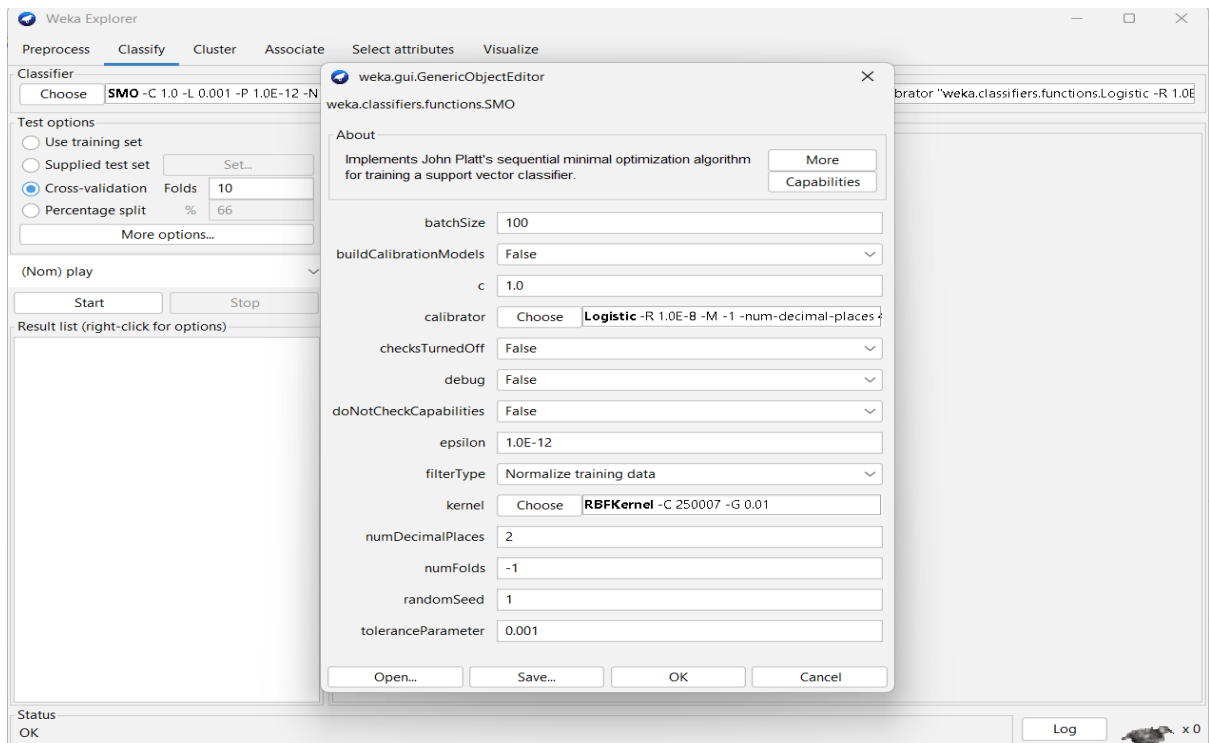 Weka Explorer
Preprocess Classify Cluster Associate Select attributes Visualize
Classifier
Choose SMO -C 1.0 -L 0.001 -P 1.0E-12 -N
brator "weka.classifiers.functions.Logistic -R 1.0E
Test options
Use training set
Supplied test set Set...
Cross-validation Folds 10
Percentage split % 66
More options...
(Nom) play
Start Stop
Result list (right-click for options)
weka.gui.GenericObjectEditor
weka.classifiers.functions.SMO
About
Implements John Platt's sequential minimal optimization algorithm
for training a support vector classifier.
More
Capabilities
batchSize 100
buildCalibrationModels False
c 1.0
calibrator Choose Logistic -R 1.0E-8 -M -1 -num-decimal-places 4
checksTurnedOff False
debug False
doNotCheckCapabilities False
epsilon 1.0E-12
filterType Normalize training data
kernel Choose RBFKernel -C 250007 -G 0.01
numDecimalPlaces 2
numFolds -1
randomSeed 1
toleranceParameter 0.001
Open... Save... OK Cancel
Status
OK
Log x 0